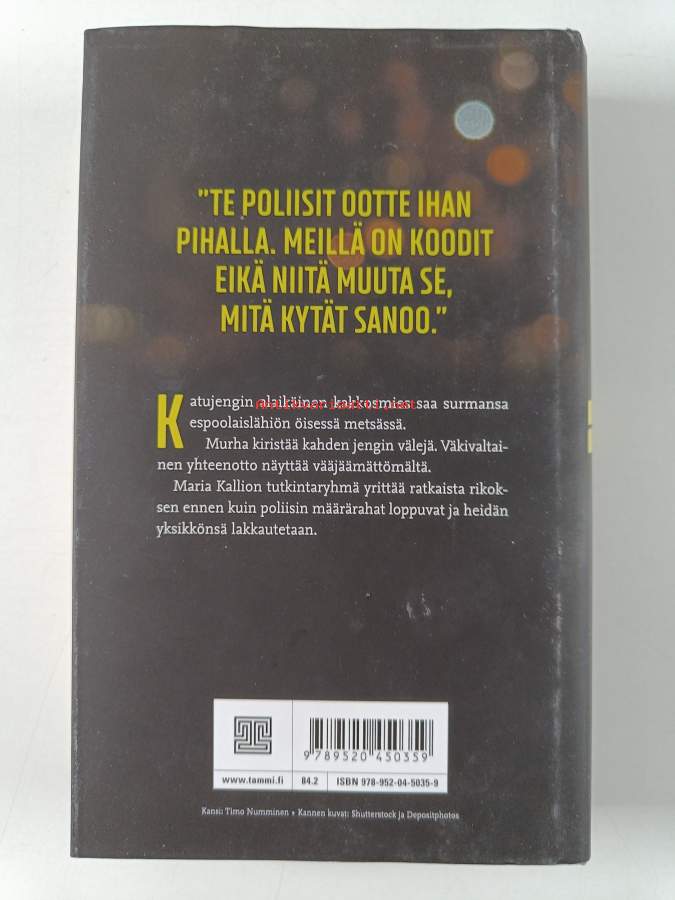 "TE POLIISIT OOTTE IHAN
PIHALLA. MEILLÄ ON KOODIT
EIKÄ NIITÄ MUUTA SE,
MITÄ KYTÄT SANOO."
Katujengin alaikäinen kakkosmies saa surmansa
espoolaislähiön öisessä metsässä.
Murha kiristää kahden jengin välejä. Väkivaltai-
nen yhteenotto näyttää vääjäämättömältä.
Maria Kallion tutkintaryhmä yrittää ratkaista rikok-
sen ennen kuin poliisin määrärahat loppuvat ja heidän
yksikkönsä lakkautetaan.
9 789520 450359
www.tammi.fi
84.2
ISBN 978-952-04-5035-9
Kansi: Timo Numminen • Kannen kuvat: Shutterstock ja Depositphotos